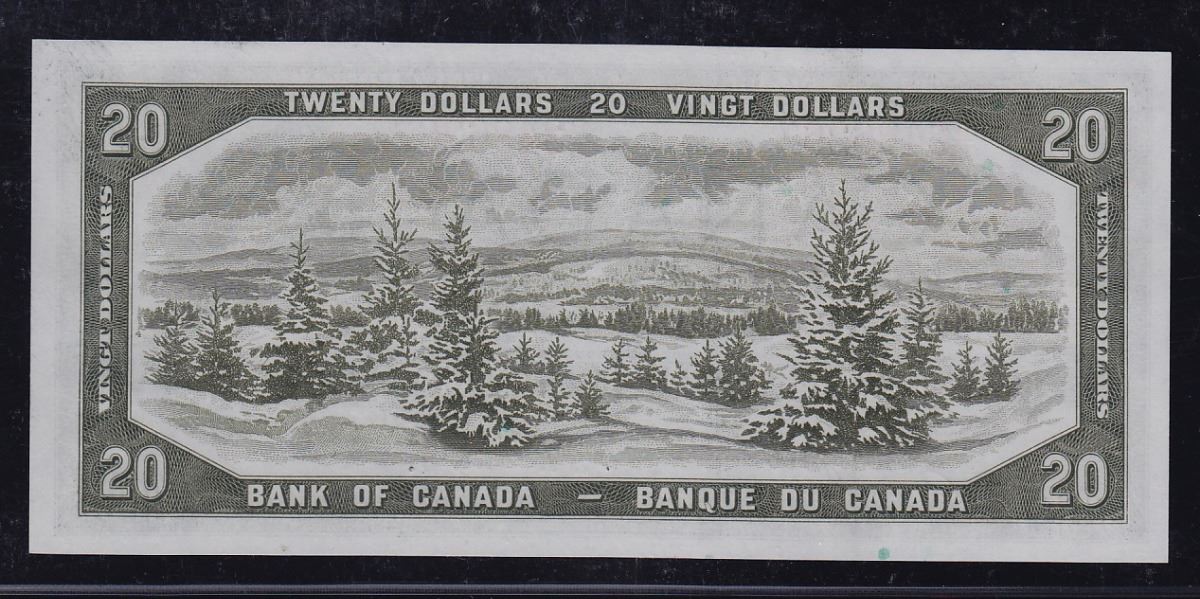 TWENTY DOLLARS 20 VINGT DOLLARS
20
20
VINGT DOLLARS
TWENTY DOLLARS
20
20
BANK OF CANADA — BANQUE DU CANADA